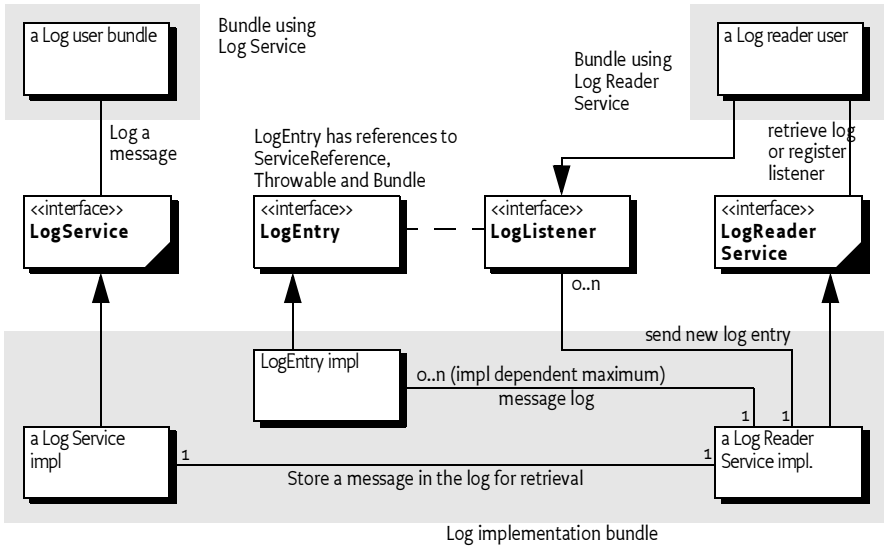 a Log user bundle
Bundle using
Log Service
a Log reader user
Bundle using
Log Reader
Service
Log a
message
LogEntry has references to
ServiceReference,
Throwable and Bundle
retrieve log
or register
listener
<<interface>>
LogService
<<interface>>
LogEntry
<<interface>>
LogListener
<<interface>>
LogReader
Service
0..n
send new log entry
LogEntry impl
0..n (impl dependent maximum)
message log
1
1
a Log Service
impl
1
1
a Log Reader
Service impl.
Store a message in the log for retrieval
Log implementation bundle